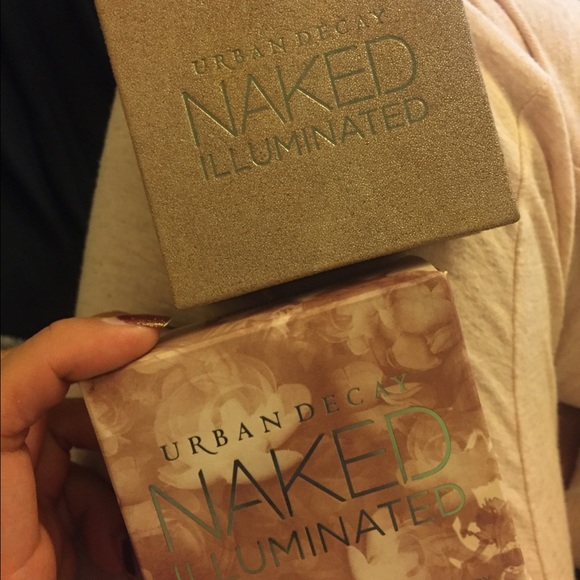 URBAN DECAY
NAKED
ILLUMINATED
URBAN DECAY
NAKED
ILLUMINATED